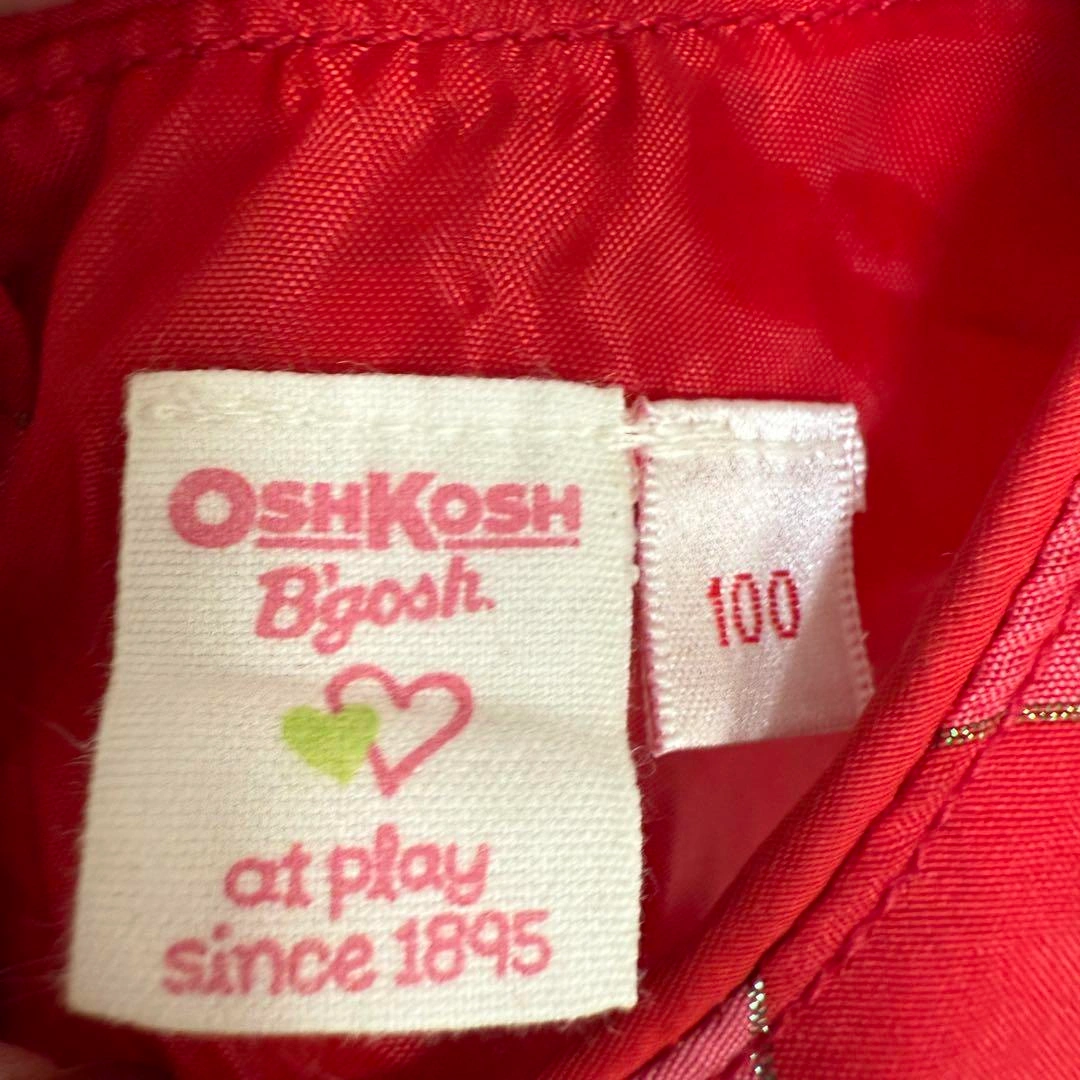 OSHKOSH
B'gosh.
at play
since 1895
100